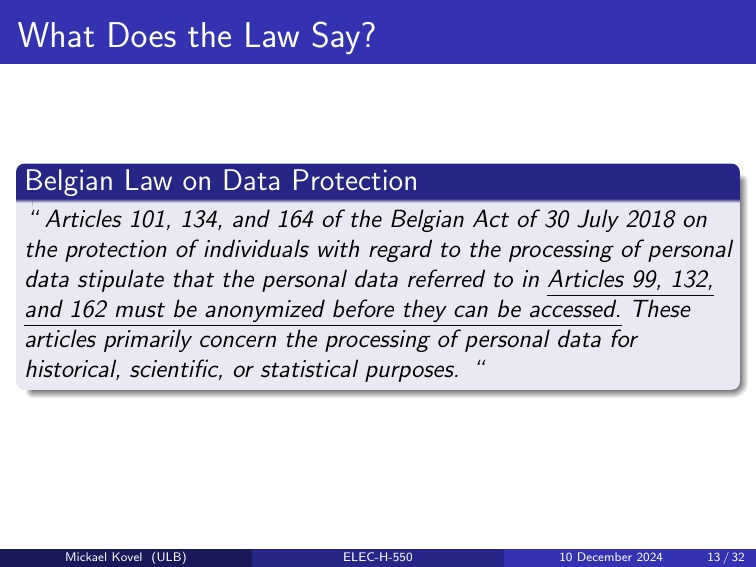 What Does the Law Say?
Belgian Law on Data Protection
“ Articles 101, 134, and 164 of the Belgian Act of 30 July 2018 on
the protection of individuals with regard to the processing of personal
data stipulate that the personal data referred to in Articles 99, 132,
and 162 must be anonymized before they can be accessed. These
articles primarily concern the processing of personal data for
historical, scientific, or statistical purposes. “
Mickael Kovel (ULB)
ELEC-H-550
10 December 2024
13 / 32